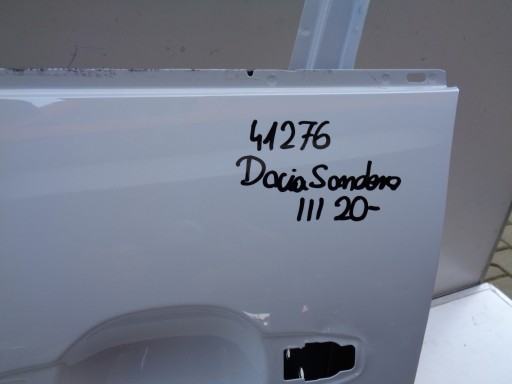 41276
Dacia Sandero
III 20-